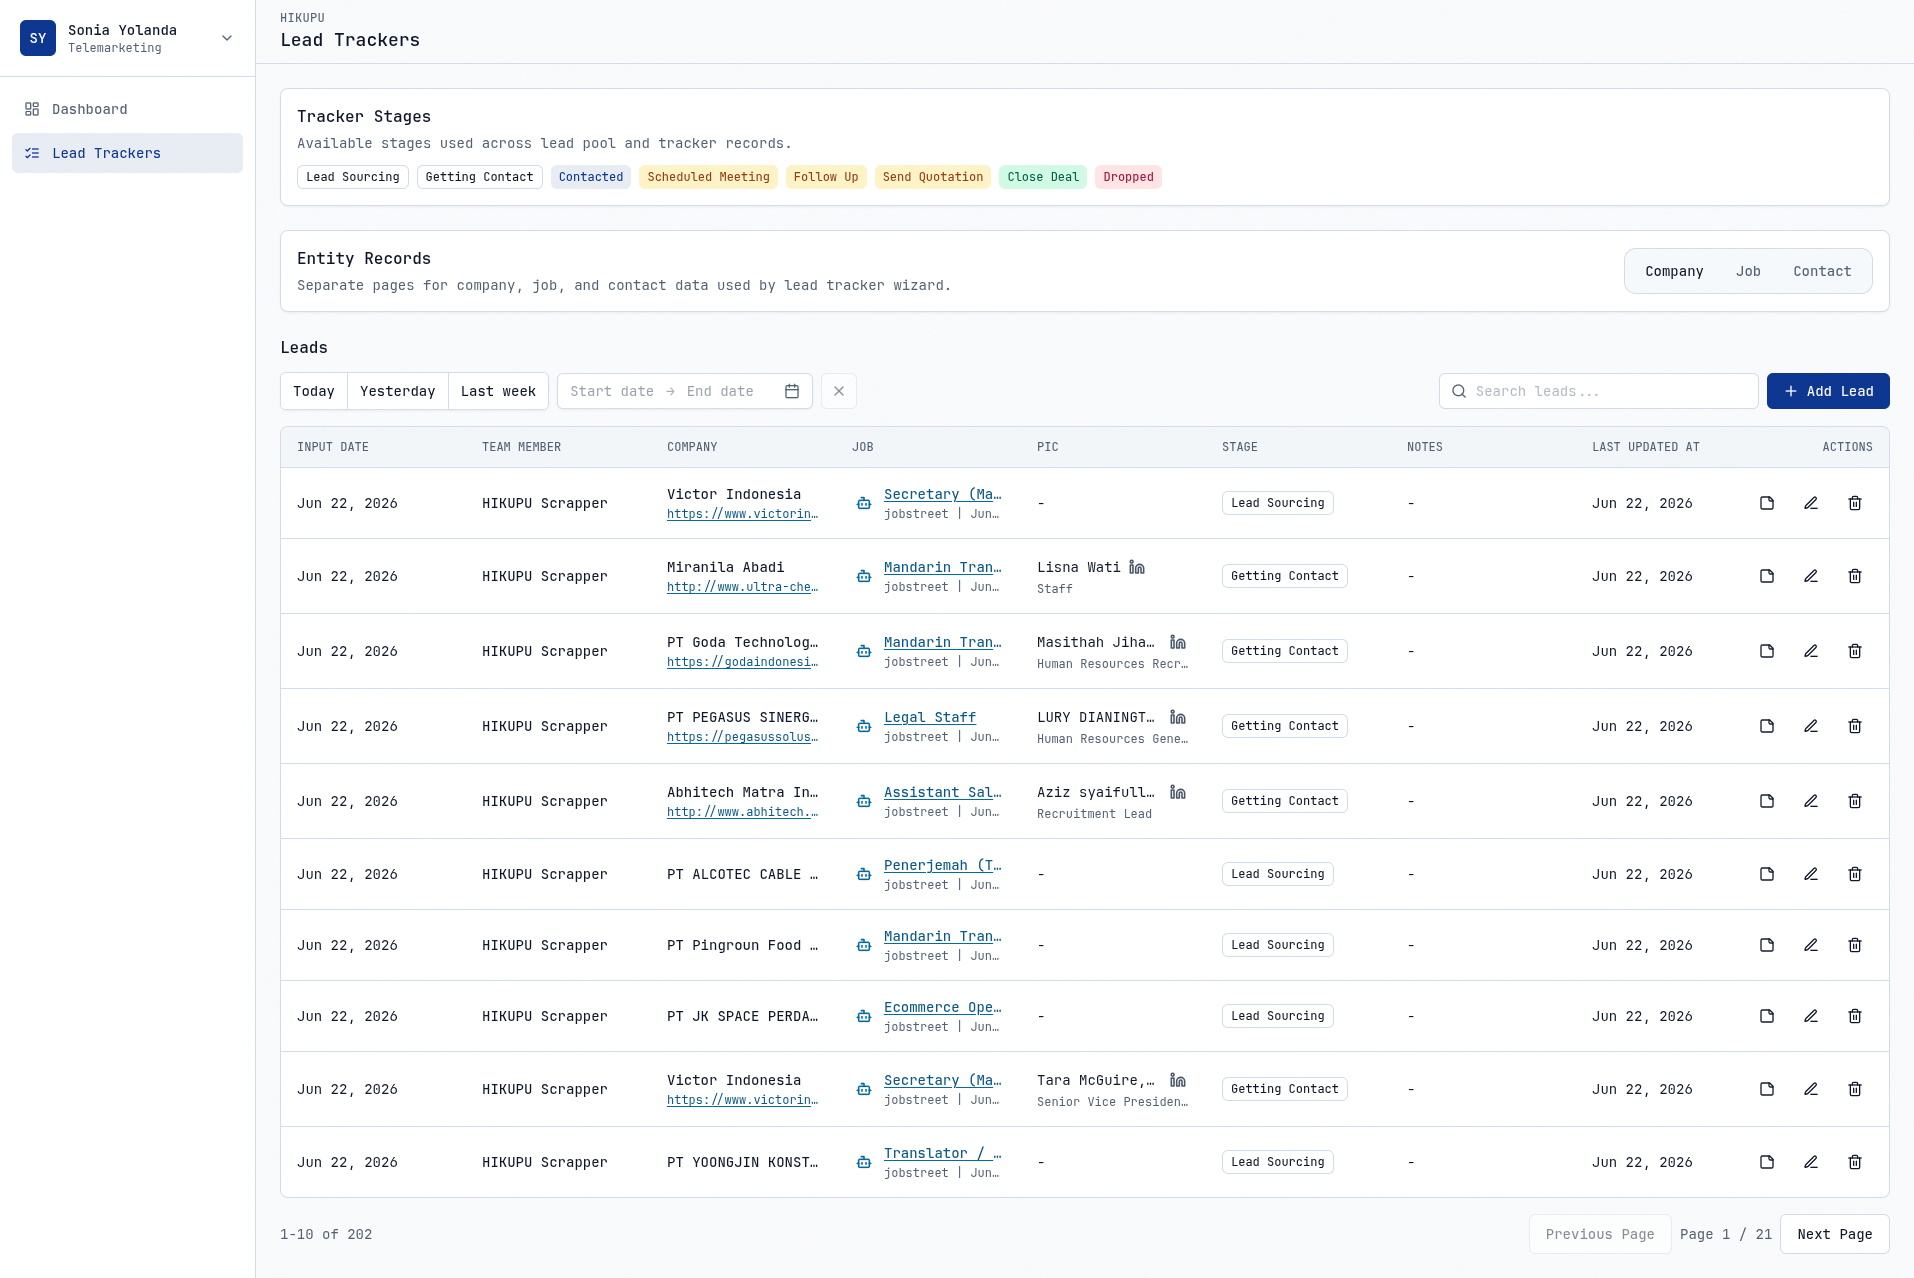 SY
Sonia Yolanda
Telemarketing
Dashboard
Lead Trackers
HIKUPU
Lead Trackers
Tracker Stages
Available stages used across lead pool and tracker records.
Lead Sourcing Getting Contact Contacted Scheduled Meeting Follow Up Send Quotation Close Deal Dropped
Entity Records
Separate pages for company, job, and contact data used by lead tracker wizard.
Company Job Contact
Leads
Today Yesterday Last week Start date → End date
Search leads...
+ Add Lead
INPUT DATE TEAM MEMBER COMPANY JOB PIC STAGE NOTES LAST UPDATED AT ACTIONS
Jun 22, 2026 HIKUPU Scrapper Victor Indonesia Secretary (Ma… - Lead Sourcing - Jun 22, 2026
https://www.victorin… jobstreet | Jun…
Jun 22, 2026 HIKUPU Scrapper Miranila Abadi Mandarin Tran… Lisna Wati Getting Contact - Jun 22, 2026
http://www.ultra-che… jobstreet | Jun… Staff
Jun 22, 2026 HIKUPU Scrapper PT Goda Technolog… Mandarin Tran… Masithah Jiha… Getting Contact - Jun 22, 2026
https://godaindonesi… jobstreet | Jun… Human Resources Recr…
Jun 22, 2026 HIKUPU Scrapper PT PEGASUS SINERG… Legal Staff LURY DIANINGT… Getting Contact - Jun 22, 2026
https://pegasussolus… jobstreet | Jun… Human Resources Gene…
Jun 22, 2026 HIKUPU Scrapper Abhitech Matra In… Assistant Sal… Aziz syaifull… Getting Contact - Jun 22, 2026
http://www.abhitech.… jobstreet | Jun… Recruitment Lead
Jun 22, 2026 HIKUPU Scrapper PT ALCOTEC CABLE … Penerjemah (T… - Lead Sourcing - Jun 22, 2026
jobstreet | Jun…
Jun 22, 2026 HIKUPU Scrapper PT Pingroun Food … Mandarin Tran… - Lead Sourcing - Jun 22, 2026
jobstreet | Jun…
Jun 22, 2026 HIKUPU Scrapper PT JK SPACE PERDA… Ecommerce Ope… - Lead Sourcing - Jun 22, 2026
jobstreet | Jun…
Jun 22, 2026 HIKUPU Scrapper Victor Indonesia Secretary (Ma… Tara McGuire,… Getting Contact - Jun 22, 2026
https://www.victorin… jobstreet | Jun… Senior Vice Presiden…
Jun 22, 2026 HIKUPU Scrapper PT YOONGJIN KONST… Translator / … - Lead Sourcing - Jun 22, 2026
jobstreet | Jun…
1-10 of 202
Previous Page Page 1 / 21 Next Page